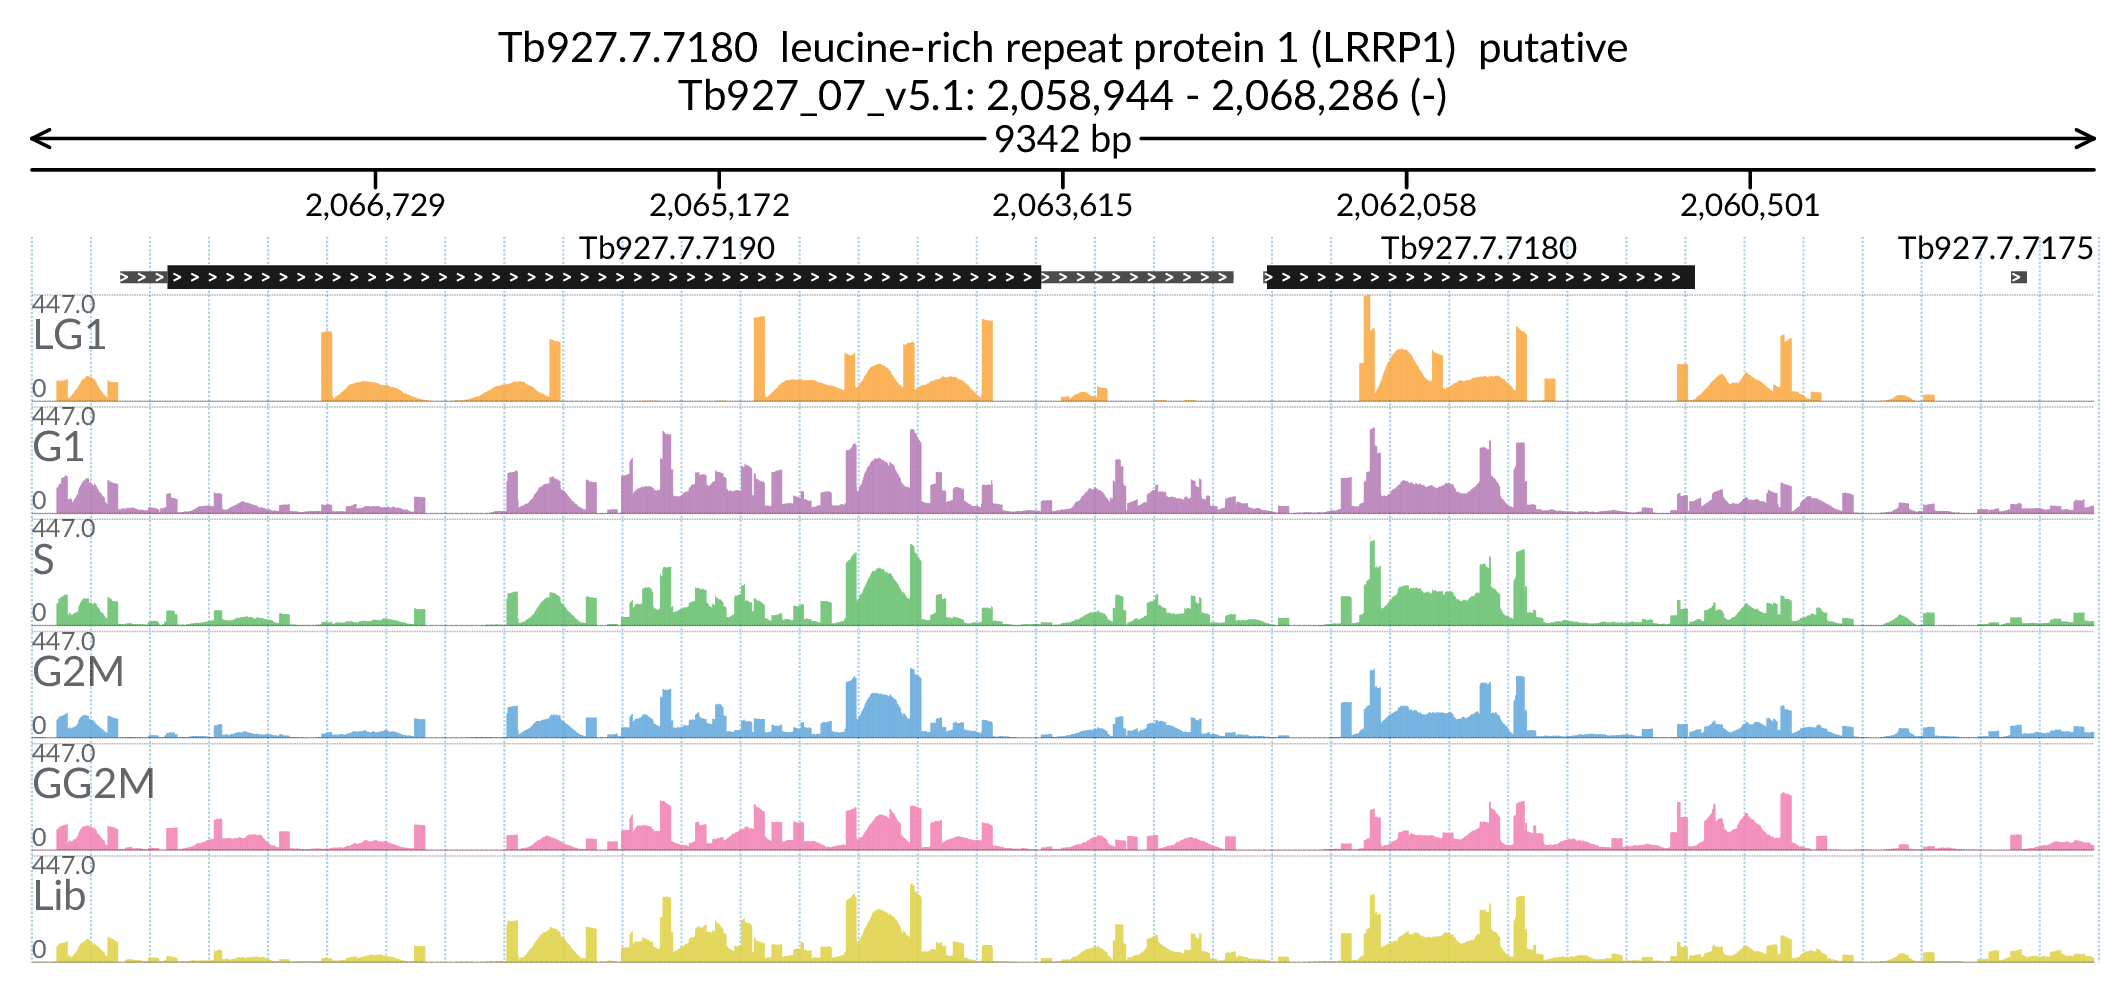 Tb927.7.7180 leucine-rich repeat protein 1 (LRRP1) putative
Tb927_07_v5.1: 2,058,944 - 2,068,286 (-)
9342 bp
2,066,729 2,065,172 2,063,615 2,062,058 2,060,501
Tb927.7.7190 Tb927.7.7180 Tb927.7.7175
447.0
LG1
0
447.0
G1
0
447.0
S
0
447.0
G2M
0
447.0
GG2M
0
447.0
Lib
0